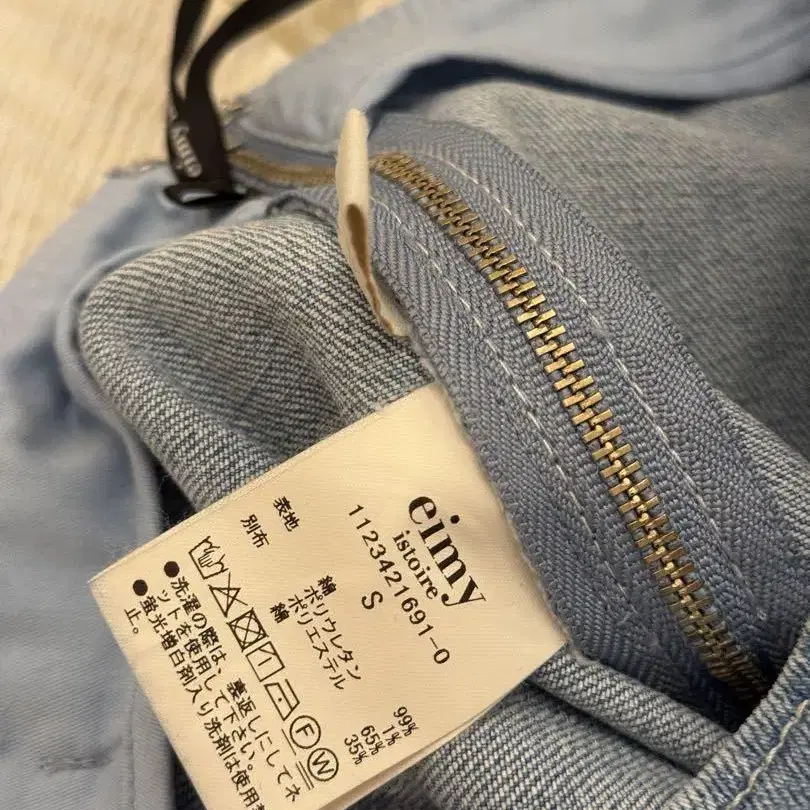 eimy
eimy
istoire
1123421691-0
S
表地 綿 99%
ポリウレタン 1%
別布 ポリエステル 65%
綿 35%
F W
●洗濯の際は、裏返しにしてネ
ットを使用して下さい。
●蛍光増白剤入り洗剤は使用禁
止。